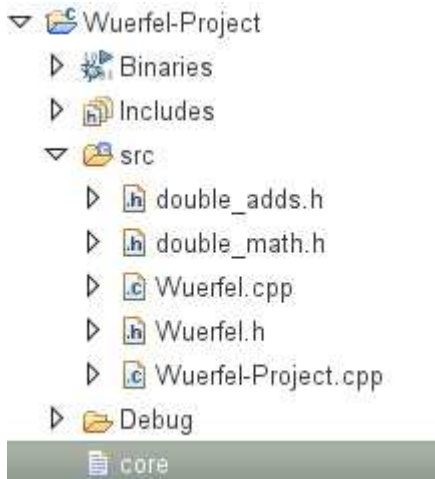 Wuerfel-Project
Binaries
Includes
src
.h double_adds.h
.h double_math.h
.c Wuerfel.cpp
.h Wuerfel.h
.c Wuerfel-Project.cpp
Debug
core